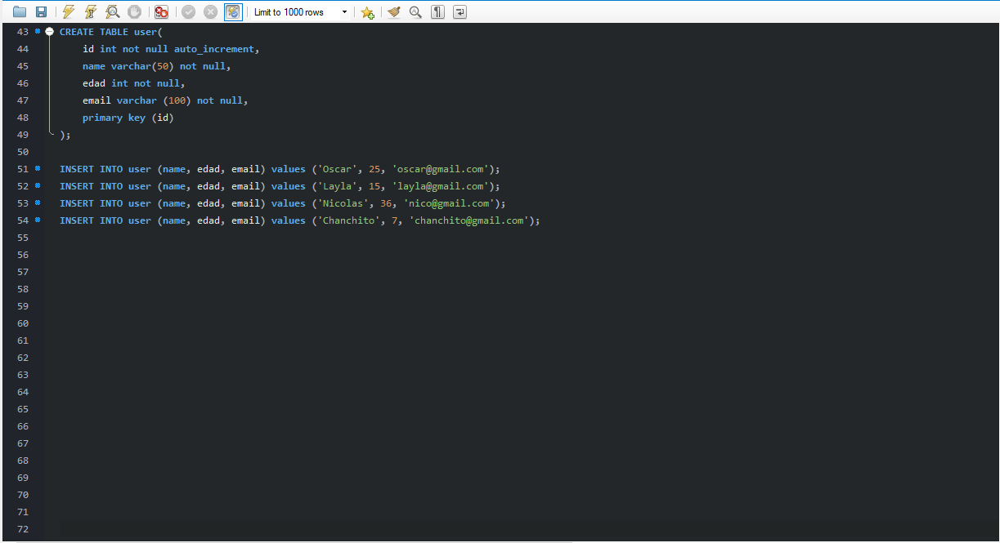 Limit to 1000 rows
43 CREATE TABLE user(
44 id int not null auto_increment,
45 name varchar(50) not null,
46 edad int not null,
47 email varchar (100) not null,
48 primary key (id)
49 );
50
51 INSERT INTO user (name, edad, email) values ('Oscar', 25, 'oscar@gmail.com');
52 INSERT INTO user (name, edad, email) values ('Layla', 15, 'layla@gmail.com');
53 INSERT INTO user (name, edad, email) values ('Nicolas', 36, 'nico@gmail.com');
54 INSERT INTO user (name, edad, email) values ('Chanchito', 7, 'chanchito@gmail.com');
55
56
57
58
59
60
61
62
63
64
65
66
67
68
69
70
71
72